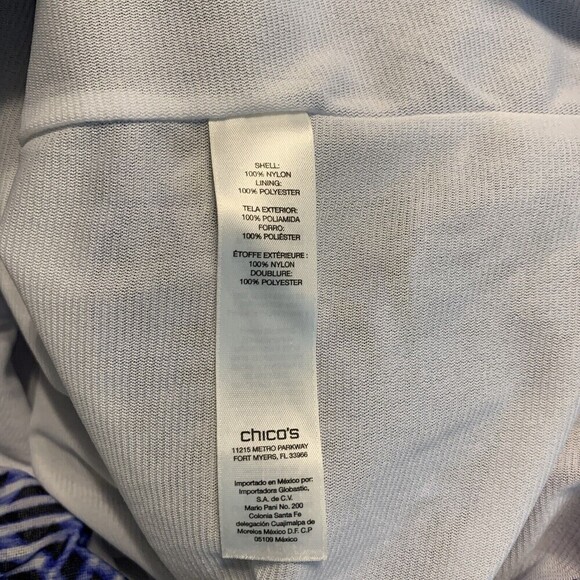 SHELL:
100% NYLON
LINING:
100% POLYESTER
TELA EXTERIOR:
100% POLIAMIDA
FORRO:
100% POLIÉSTER
ÉTOFFE EXTÉRIEURE :
100% NYLON
DOUBLURE:
100% POLYESTER
chico's
11215 METRO PARKWAY
FORT MYERS, FL 33966
Importado en México por:
Importadora Globastic,
S.A. de C.V.
Mario Pani No. 200
Colonia Santa Fe
delegación Cuajimalpa de
Morelos México D.F. C.P
05109 México